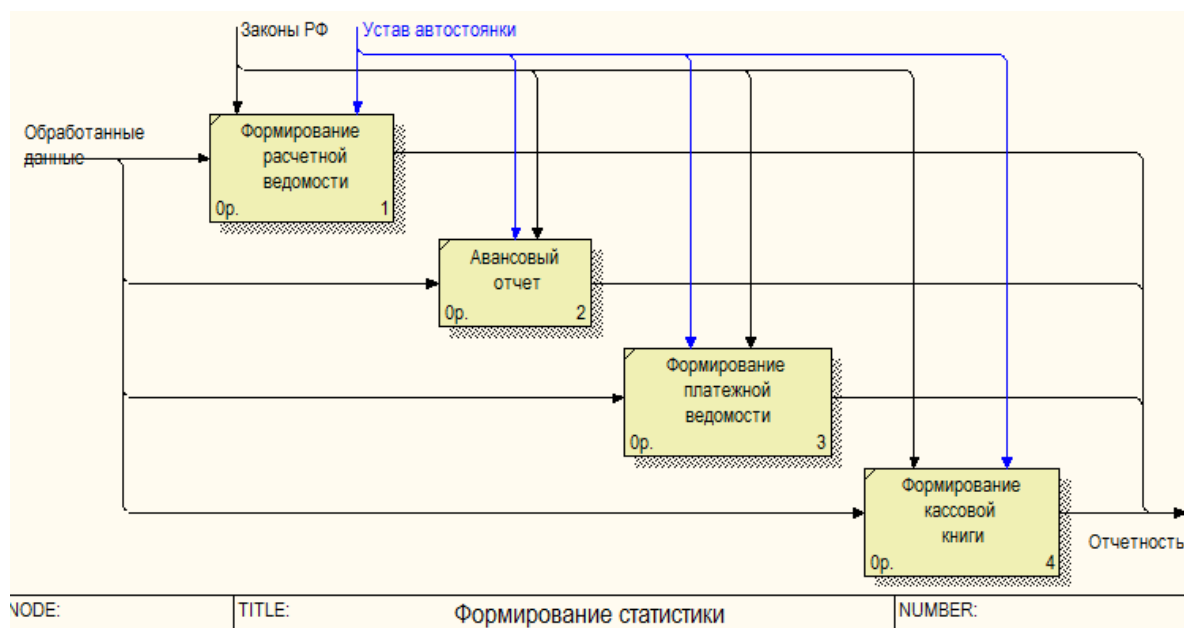 Законы РФ
Устав автостоянки
Обработанные
данные
Формирование
расчетной
ведомости
0р. 1
Авансовый
отчет
0р. 2
Формирование
платежной
ведомости
0р. 3
Формирование
кассовой
книги
0р. 4
Отчетность
NODE:
TITLE:
Формирование статистики
NUMBER: